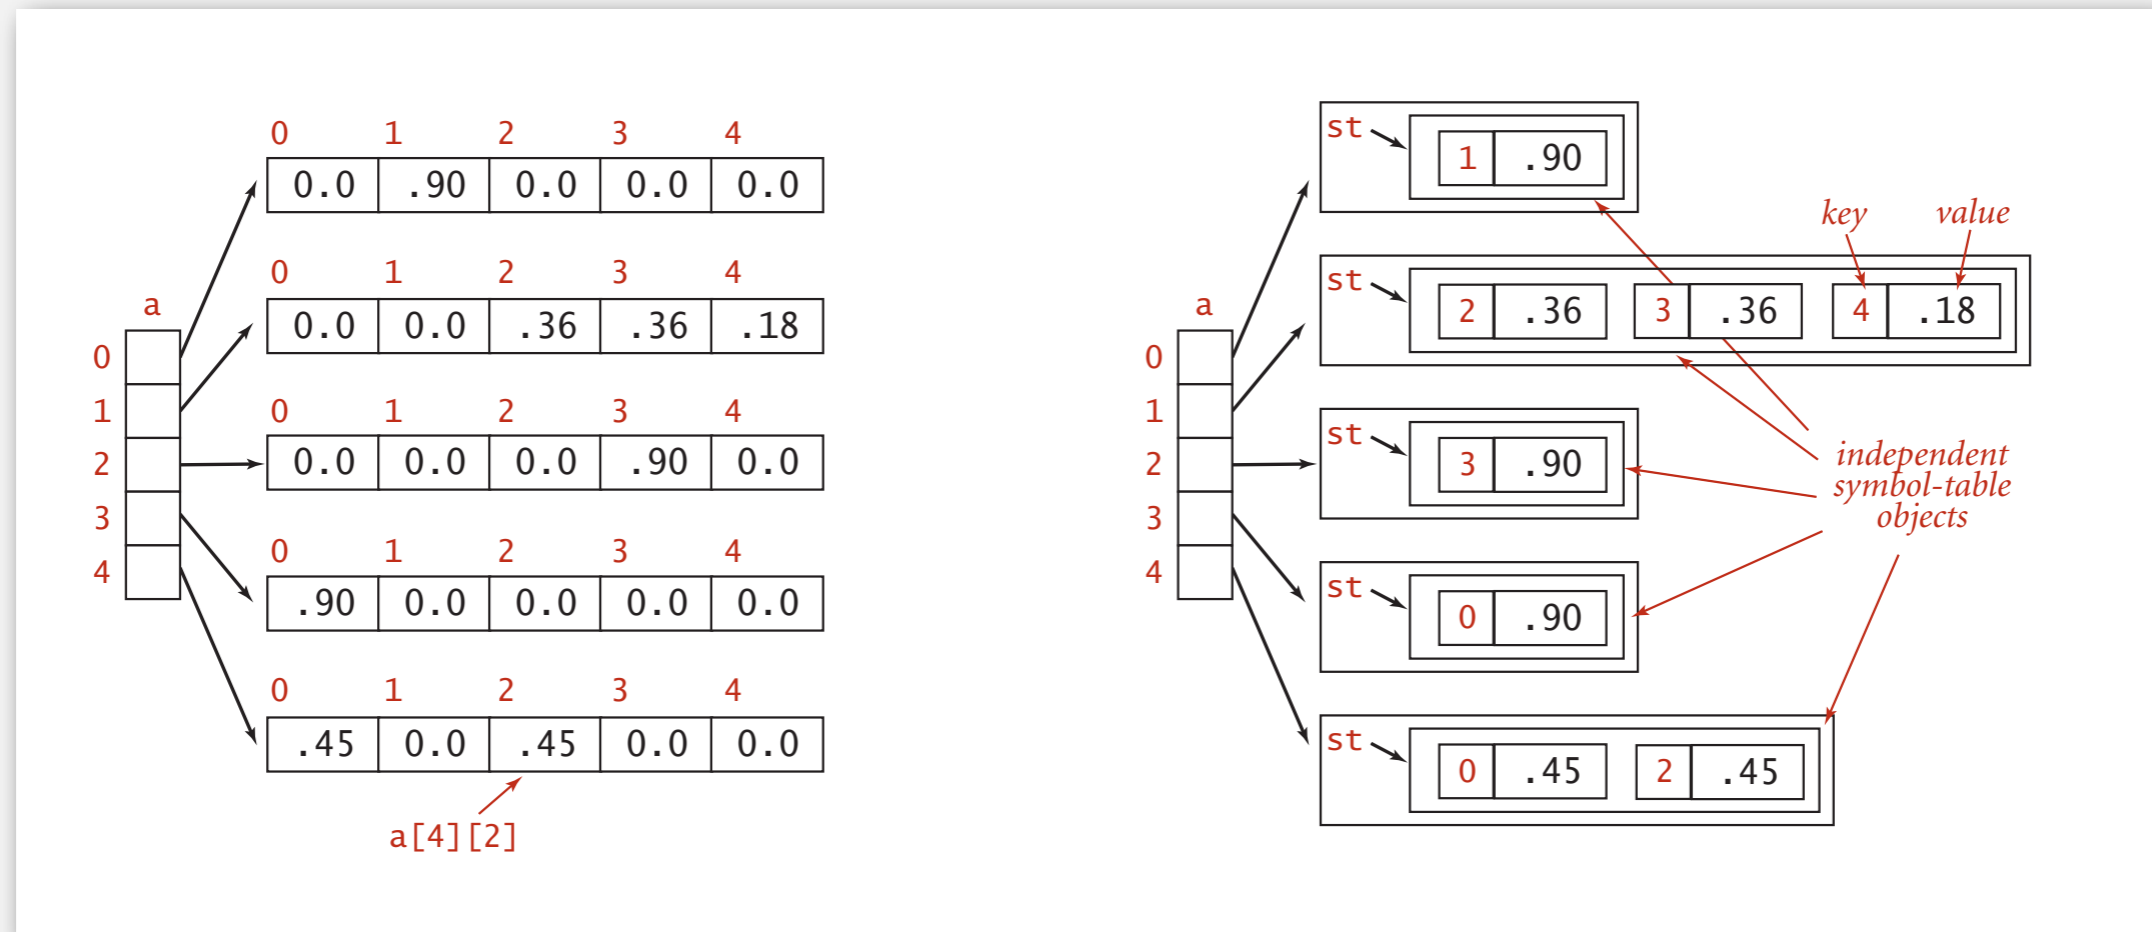 0 1 2 3 4
0.0 .90 0.0 0.0 0.0
0 1 2 3 4
0.0 0.0 .36 .36 .18
a
0
1
2
3
4
0 1 2 3 4
0.0 0.0 0.0 .90 0.0
0 1 2 3 4
.90 0.0 0.0 0.0 0.0
0 1 2 3 4
.45 0.0 .45 0.0 0.0
a[4][2]
st 1 .90
key value
st 2 .36 3 .36 4 .18
a
0
1
2
3
4
st 3 .90
independent
symbol-table
objects
st 0 .90
st 0 .45 2 .45